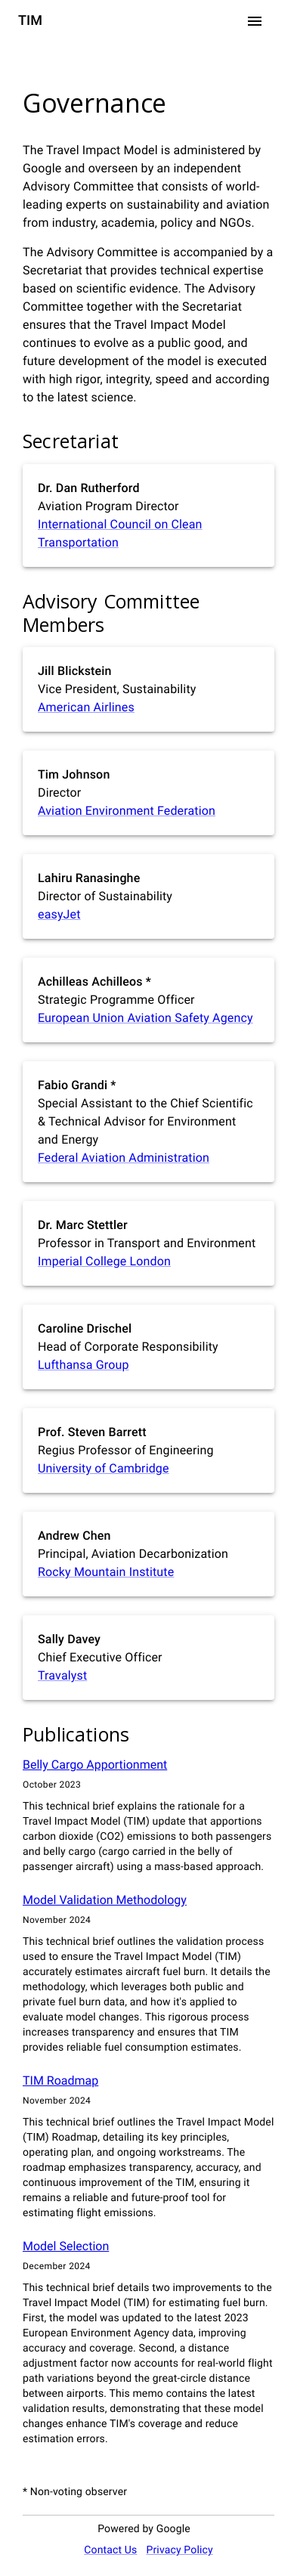 TIM
Governance
The Travel Impact Model is administered by
Google and overseen by an independent
Advisory Committee that consists of world-
leading experts on sustainability and aviation
from industry, academia, policy and NGOs.
The Advisory Committee is accompanied by a
Secretariat that provides technical expertise
based on scientific evidence. The Advisory
Committee together with the Secretariat
ensures that the Travel Impact Model
continues to evolve as a public good, and
future development of the model is executed
with high rigor, integrity, speed and according
to the latest science.
Secretariat
Dr. Dan Rutherford
Aviation Program Director
International Council on Clean
Transportation
Advisory Committee
Members
Jill Blickstein
Vice President, Sustainability
American Airlines
Tim Johnson
Director
Aviation Environment Federation
Lahiru Ranasinghe
Director of Sustainability
easyJet
Achilleas Achilleos *
Strategic Programme Officer
European Union Aviation Safety Agency
Fabio Grandi *
Special Assistant to the Chief Scientific
& Technical Advisor for Environment
and Energy
Federal Aviation Administration
Dr. Marc Stettler
Professor in Transport and Environment
Imperial College London
Caroline Drischel
Head of Corporate Responsibility
Lufthansa Group
Prof. Steven Barrett
Regius Professor of Engineering
University of Cambridge
Andrew Chen
Principal, Aviation Decarbonization
Rocky Mountain Institute
Sally Davey
Chief Executive Officer
Travalyst
Publications
Belly Cargo Apportionment
October 2023
This technical brief explains the rationale for a
Travel Impact Model (TIM) update that apportions
carbon dioxide (CO2) emissions to both passengers
and belly cargo (cargo carried in the belly of
passenger aircraft) using a mass-based approach.
Model Validation Methodology
November 2024
This technical brief outlines the validation process
used to ensure the Travel Impact Model (TIM)
accurately estimates aircraft fuel burn. It details the
methodology, which leverages both public and
private fuel burn data, and how it's applied to
evaluate model changes. This rigorous process
increases transparency and ensures that TIM
provides reliable fuel consumption estimates.
TIM Roadmap
November 2024
This technical brief outlines the Travel Impact Model
(TIM) Roadmap, detailing its key principles,
operating plan, and ongoing workstreams. The
roadmap emphasizes transparency, accuracy, and
continuous improvement of the TIM, ensuring it
remains a reliable and future-proof tool for
estimating flight emissions.
Model Selection
December 2024
This technical brief details two improvements to the
Travel Impact Model (TIM) for estimating fuel burn.
First, the model was updated to the latest 2023
European Environment Agency data, improving
accuracy and coverage. Second, a distance
adjustment factor now accounts for real-world flight
path variations beyond the great-circle distance
between airports. This memo contains the latest
validation results, demonstrating that these model
changes enhance TIM's coverage and reduce
estimation errors.
* Non-voting observer
Powered by Google
Contact Us Privacy Policy